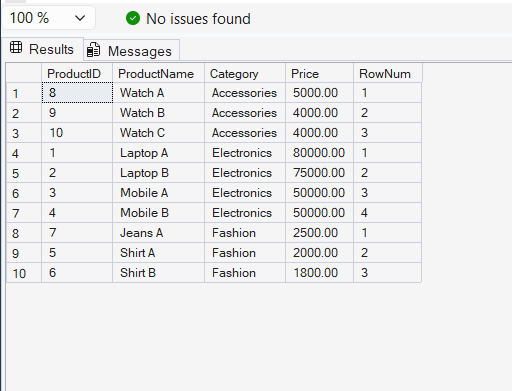 100 %
No issues found
Results Messages
ProductID ProductName Category Price RowNum
1 8 Watch A Accessories 5000.00 1
2 9 Watch B Accessories 4000.00 2
3 10 Watch C Accessories 4000.00 3
4 1 Laptop A Electronics 80000.00 1
5 2 Laptop B Electronics 75000.00 2
6 3 Mobile A Electronics 50000.00 3
7 4 Mobile B Electronics 50000.00 4
8 7 Jeans A Fashion 2500.00 1
9 5 Shirt A Fashion 2000.00 2
10 6 Shirt B Fashion 1800.00 3